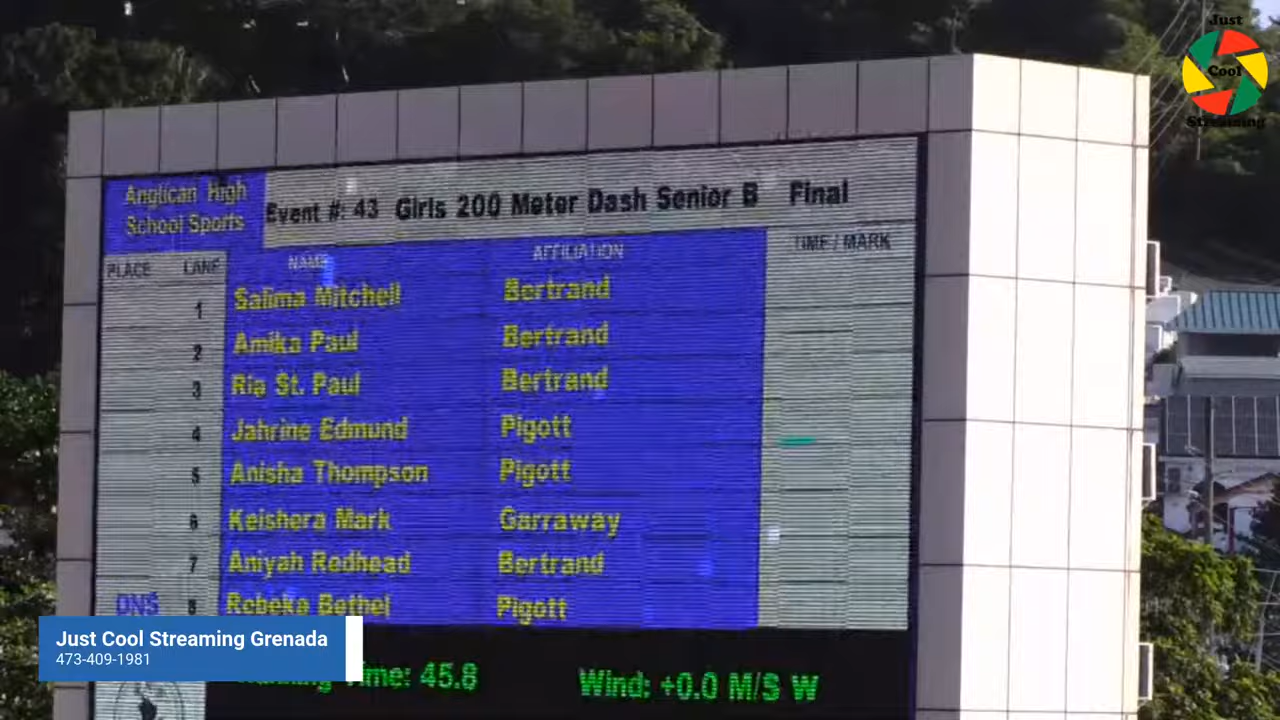 Just
Cool
Streaming
Anglican High
School Sports
Event #: 43 Girls 200 Meter Dash Senior B Final
PLACE LANE NAME AFFILIATION TIME / MARK
1 Salima Mitchell Bertrand
2 Amika Paul Bertrand
3 Ria St. Paul Bertrand
4 Jahrine Edmund Pigott
5 Anisha Thompson Pigott
6 Keishera Mark Garraway
7 Aniyah Redhead Bertrand
DNS 8 Rebeka Bethel Pigott
Just Cool Streaming Grenada
473-409-1981
Time: 45.8 Wind: +0.0 M/S W